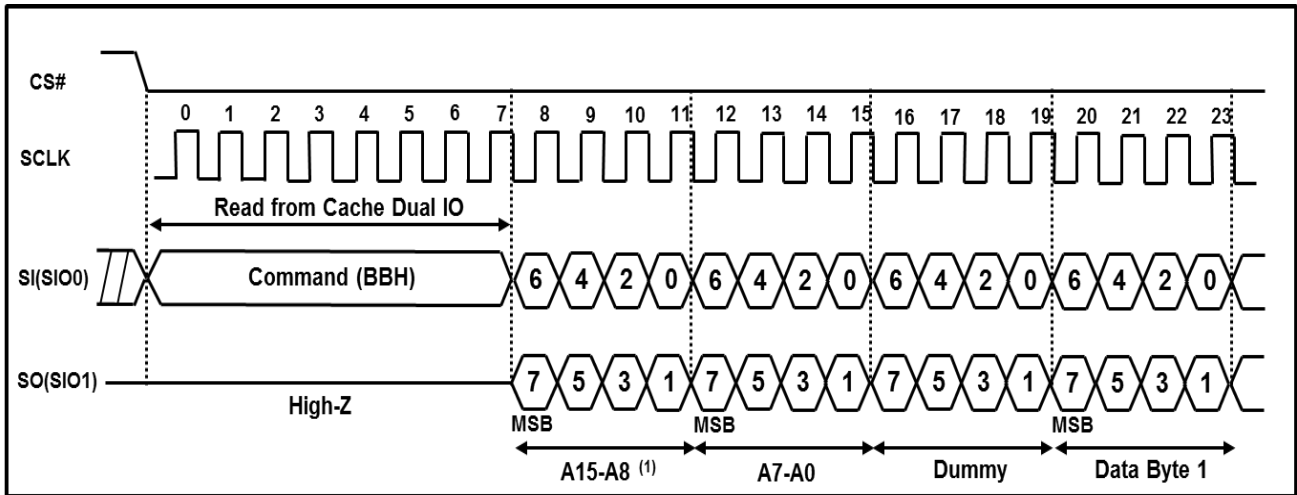 CS#
0 1 2 3 4 5 6 7 8 9 10 11 12 13 14 15 16 17 18 19 20 21 22 23
SCLK
Read from Cache Dual IO
SI(SIO0) Command (BBH) 6 4 2 0 6 4 2 0 6 4 2 0 6 4 2 0
SO(SIO1) 7 5 3 1 7 5 3 1 7 5 3 1 7 5 3 1
High-Z
MSB MSB MSB
A15-A8 (1) A7-A0 Dummy Data Byte 1